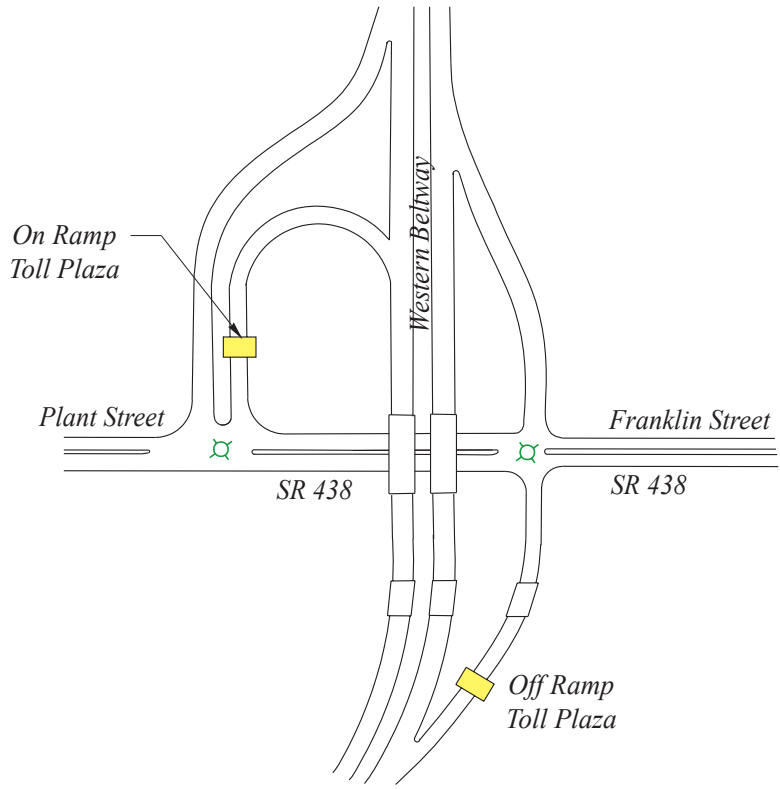 Western Beltway
On Ramp
Toll Plaza
Plant Street
Franklin Street
SR 438
SR 438
Off Ramp
Toll Plaza